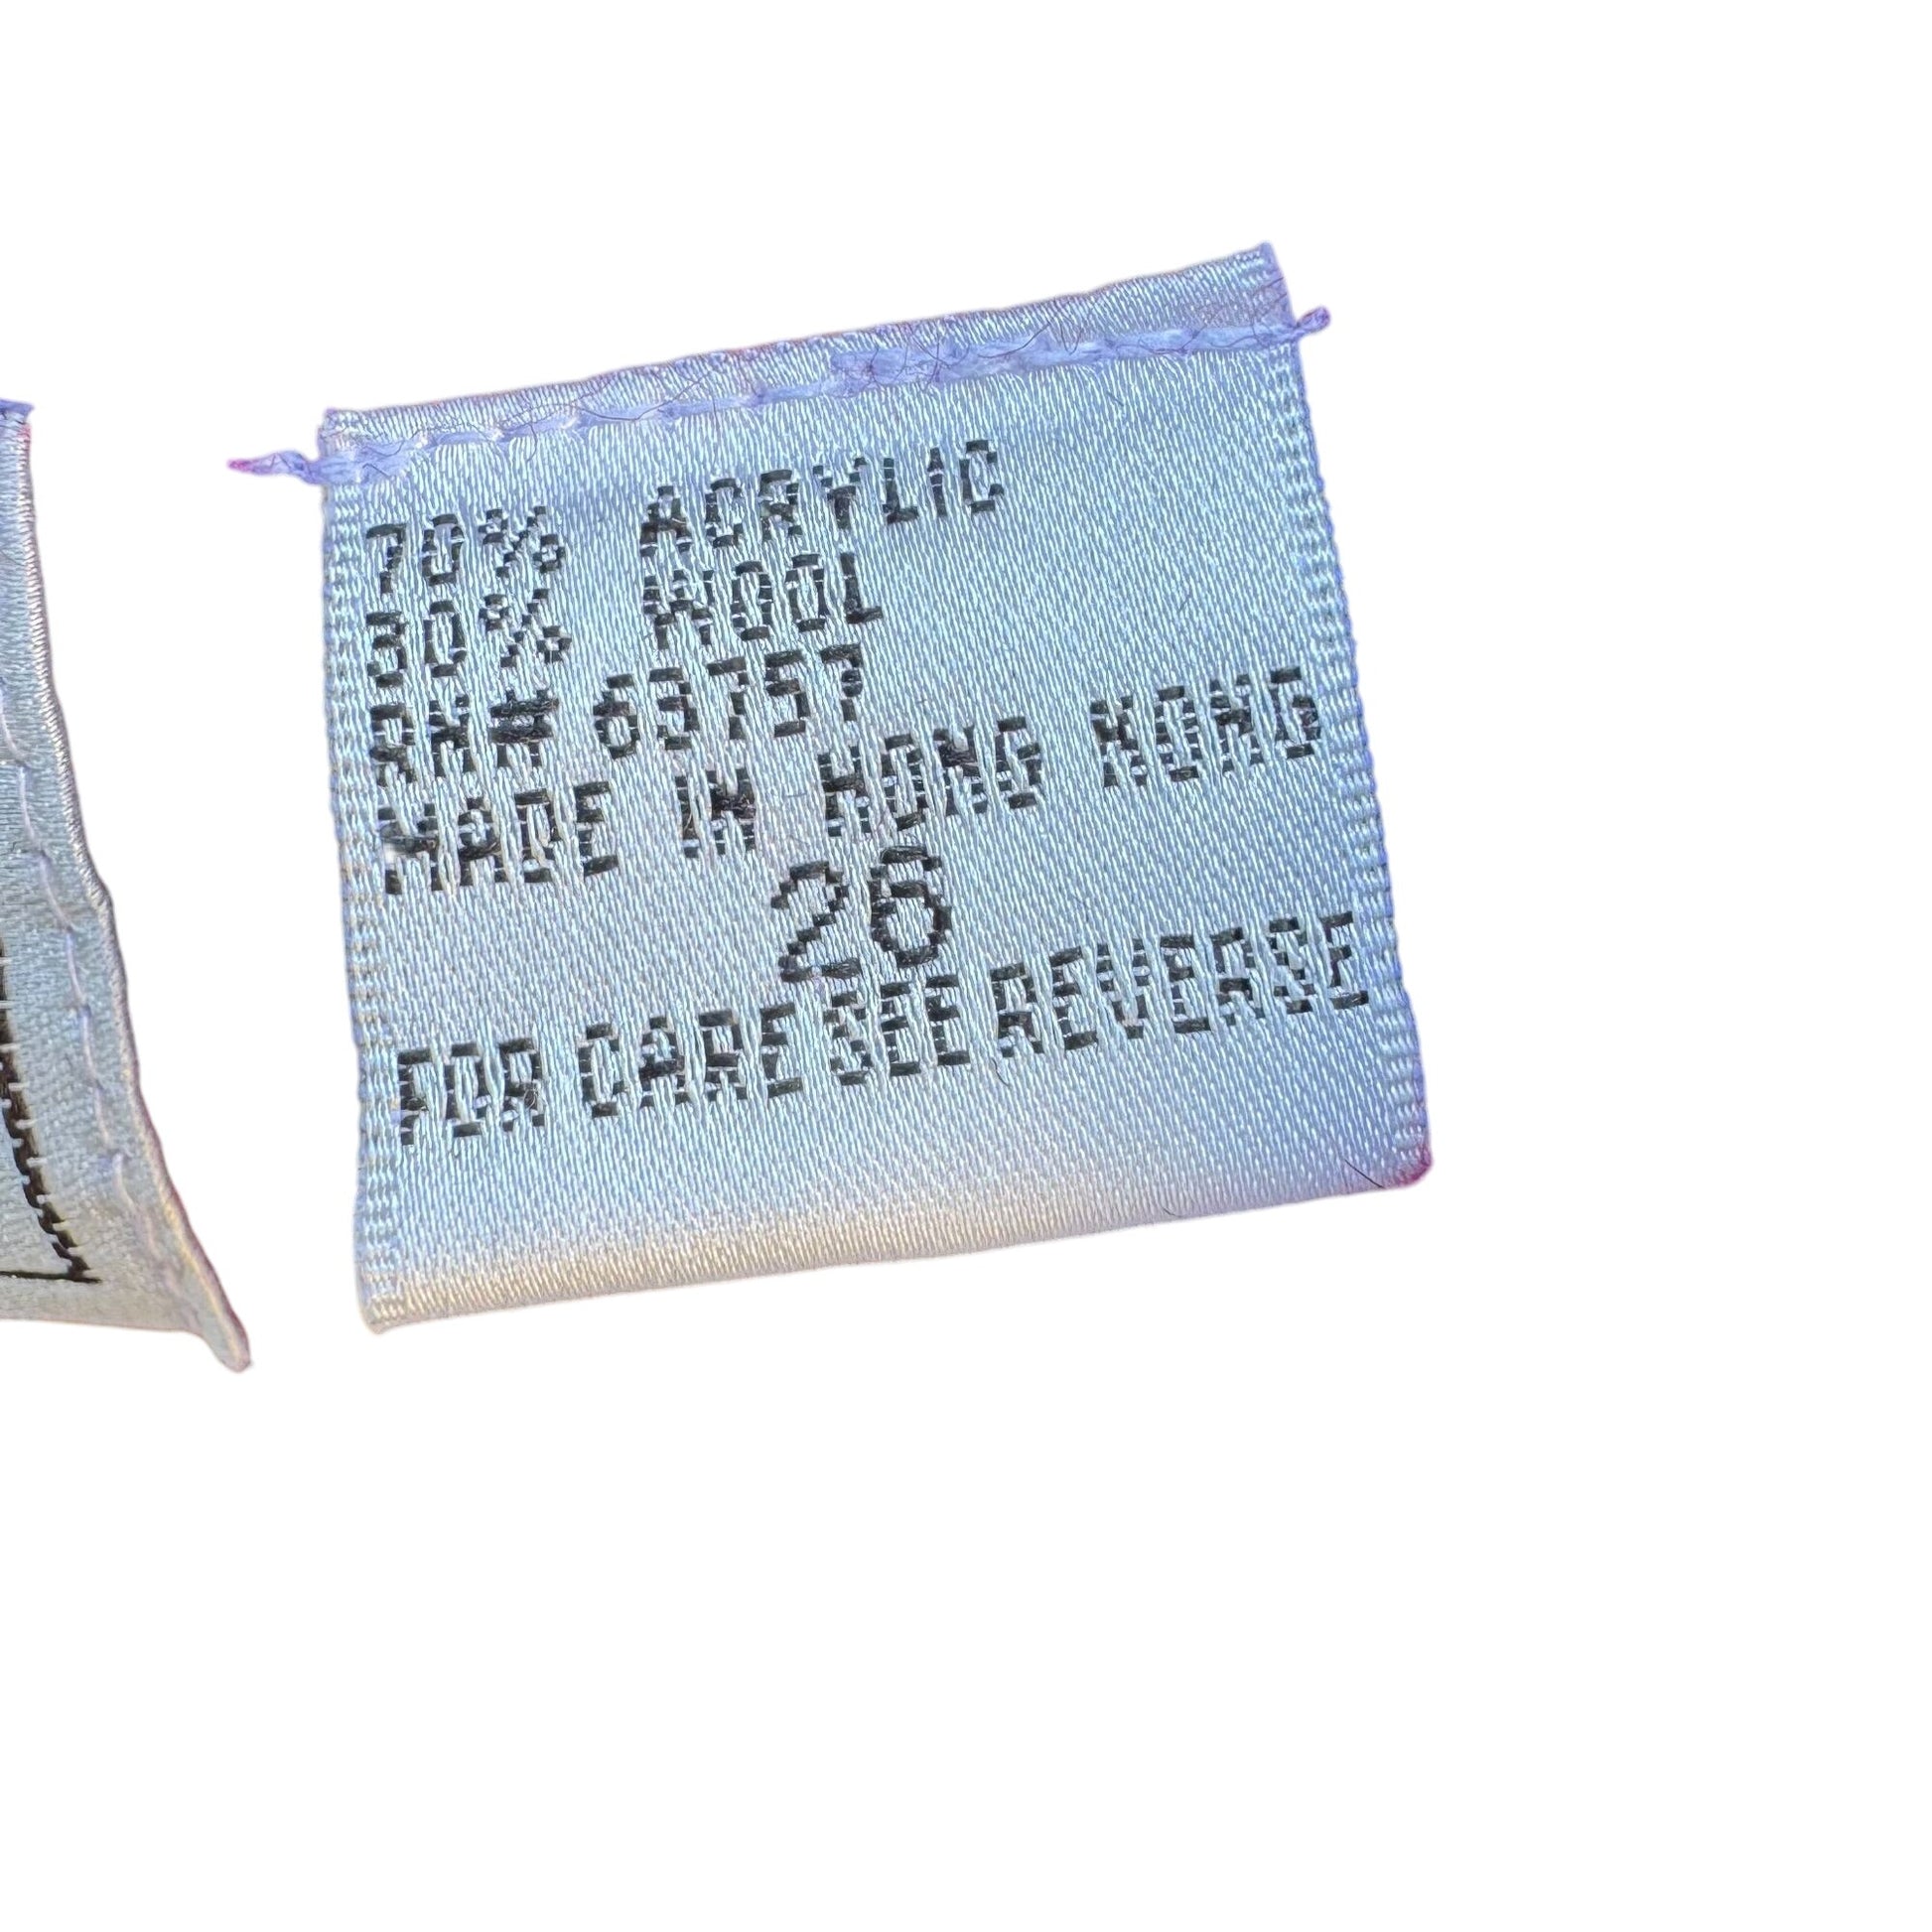 70% ACRYLIC
30% WOOL
RN# 63757
MADE IN HONG KONG
26
FOR CARE SEE REVERSE